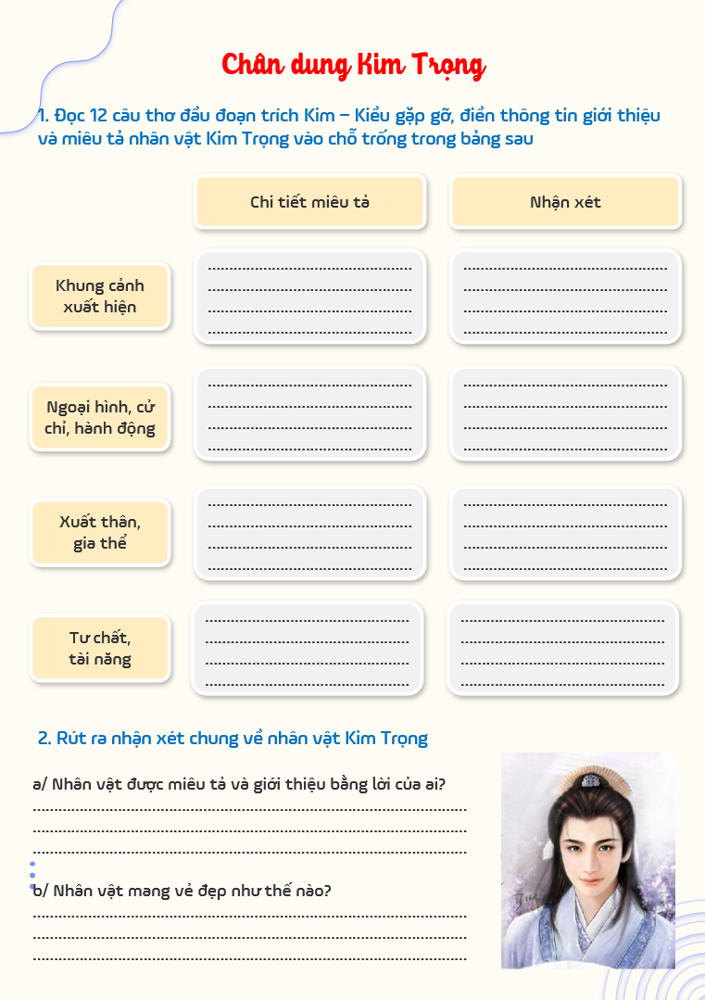 Chân dung Kim Trọng
1. Đọc 12 câu thơ đầu đoạn trích Kim – Kiều gặp gỡ, điền thông tin giới thiệu
và miêu tả nhân vật Kim Trọng vào chỗ trống trong bảng sau
Chi tiết miêu tả
Nhận xét
Khung cảnh
xuất hiện
Ngoại hình, cử
chỉ, hành động
Xuất thân,
gia thể
Tư chất,
tài năng
2. Rút ra nhận xét chung về nhân vật Kim Trọng
a/ Nhân vật được miêu tả và giới thiệu bằng lời của ai?
b/ Nhân vật mang vẻ đẹp như thế nào?